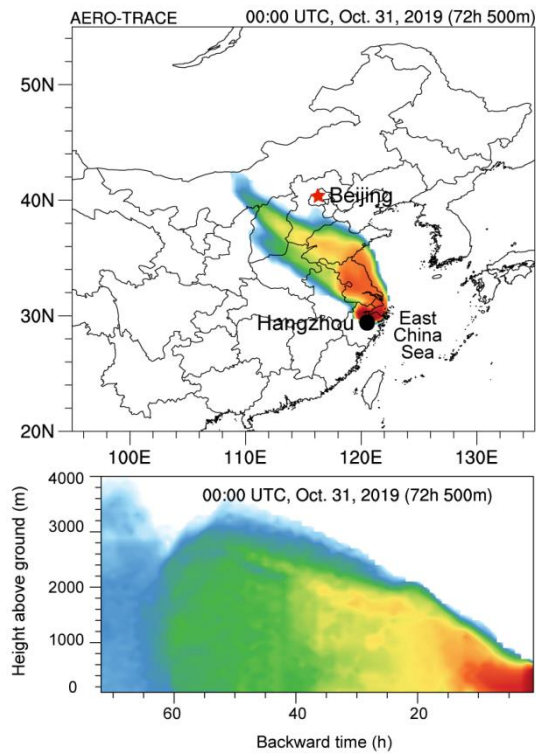 AERO-TRACE 00:00 UTC, Oct. 31, 2019 (72h 500m)
50N
40N
Beijing
30N
Hangzhou
East
China
Sea
20N
100E 110E 120E 130E
4000
00:00 UTC, Oct. 31, 2019 (72h 500m)
3000
2000
1000
0
Height above ground (m)
60 40 20
Backward time (h)